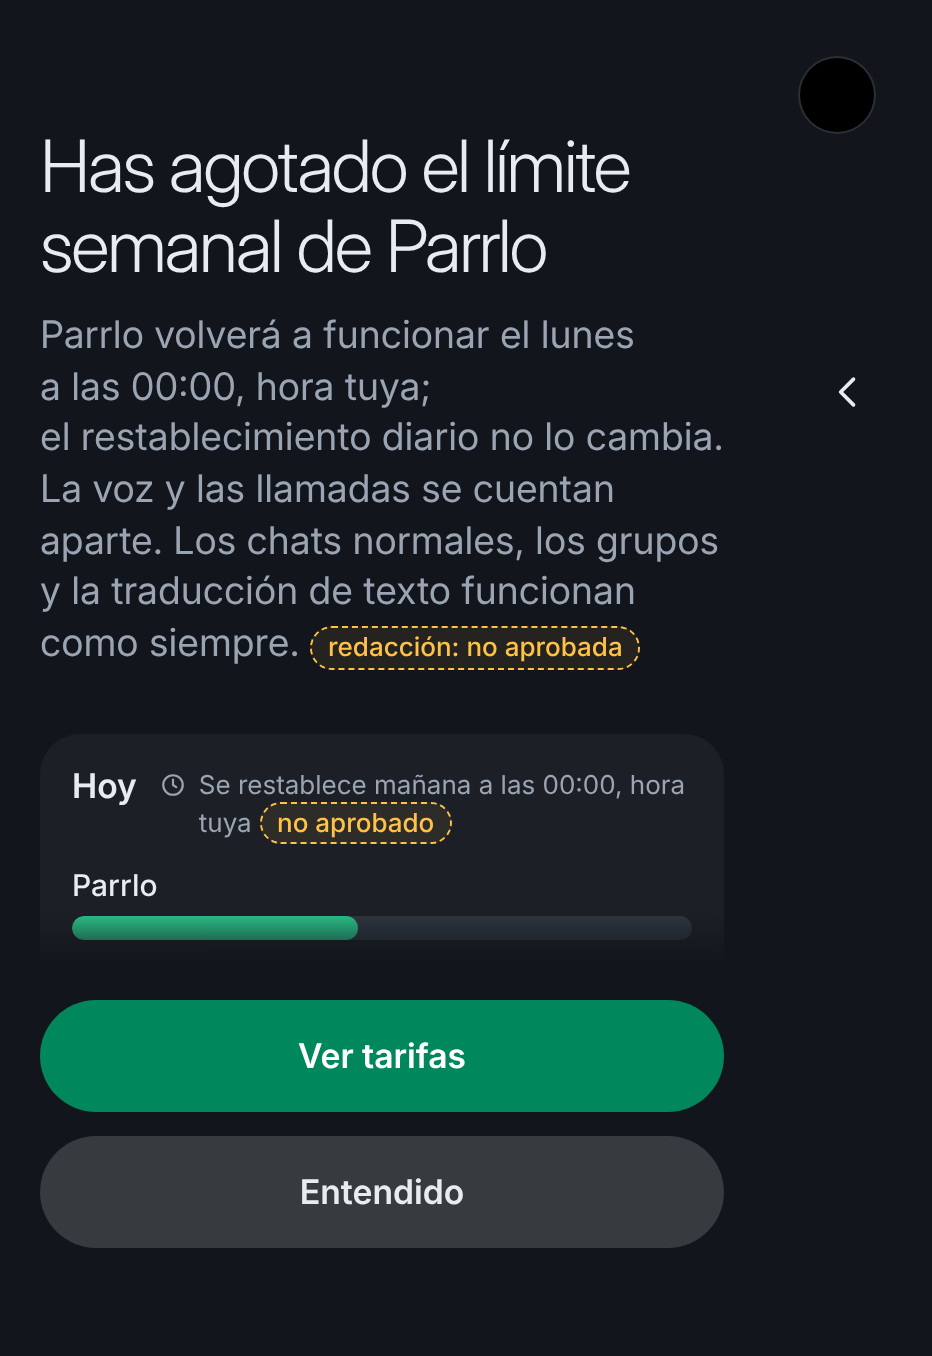 Has agotado el límite
semanal de Parrlo
Parrlo volverá a funcionar el lunes
a las 00:00, hora tuya;
el restablecimiento diario no lo cambia.
La voz y las llamadas se cuentan
aparte. Los chats normales, los grupos
y la traducción de texto funcionan
como siempre. redacción: no aprobada
Hoy Se restablece mañana a las 00:00, hora
tuya no aprobado
Parrlo
Ver tarifas
Entendido